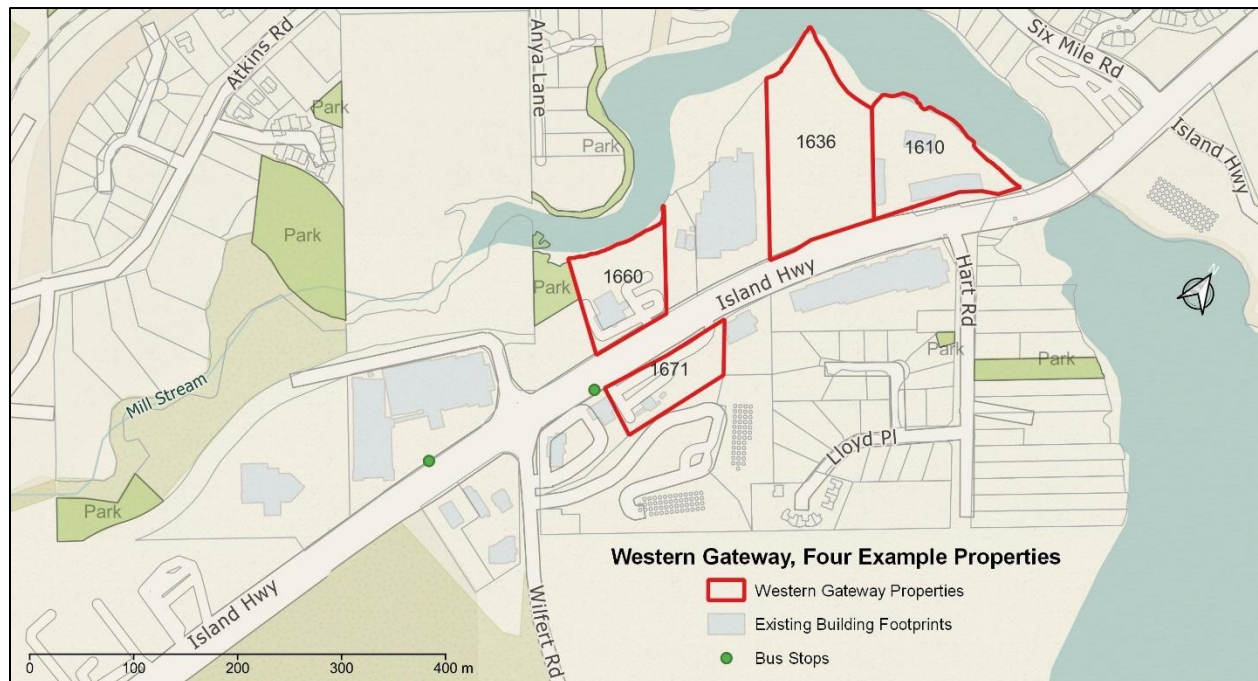 Atkins Rd
Anya Lane
Six Mile Rd
Island Hwy
Park
Park
1636
1610
Park
1660
Park
Island Hwy
Hart Rd
N
1671
Park
Park
Mill Stream
Lloyd Pl
Park
Island Hwy
Wilfert Rd
Western Gateway, Four Example Properties
Western Gateway Properties
Existing Building Footprints
Bus Stops
0 100 200 300 400 m